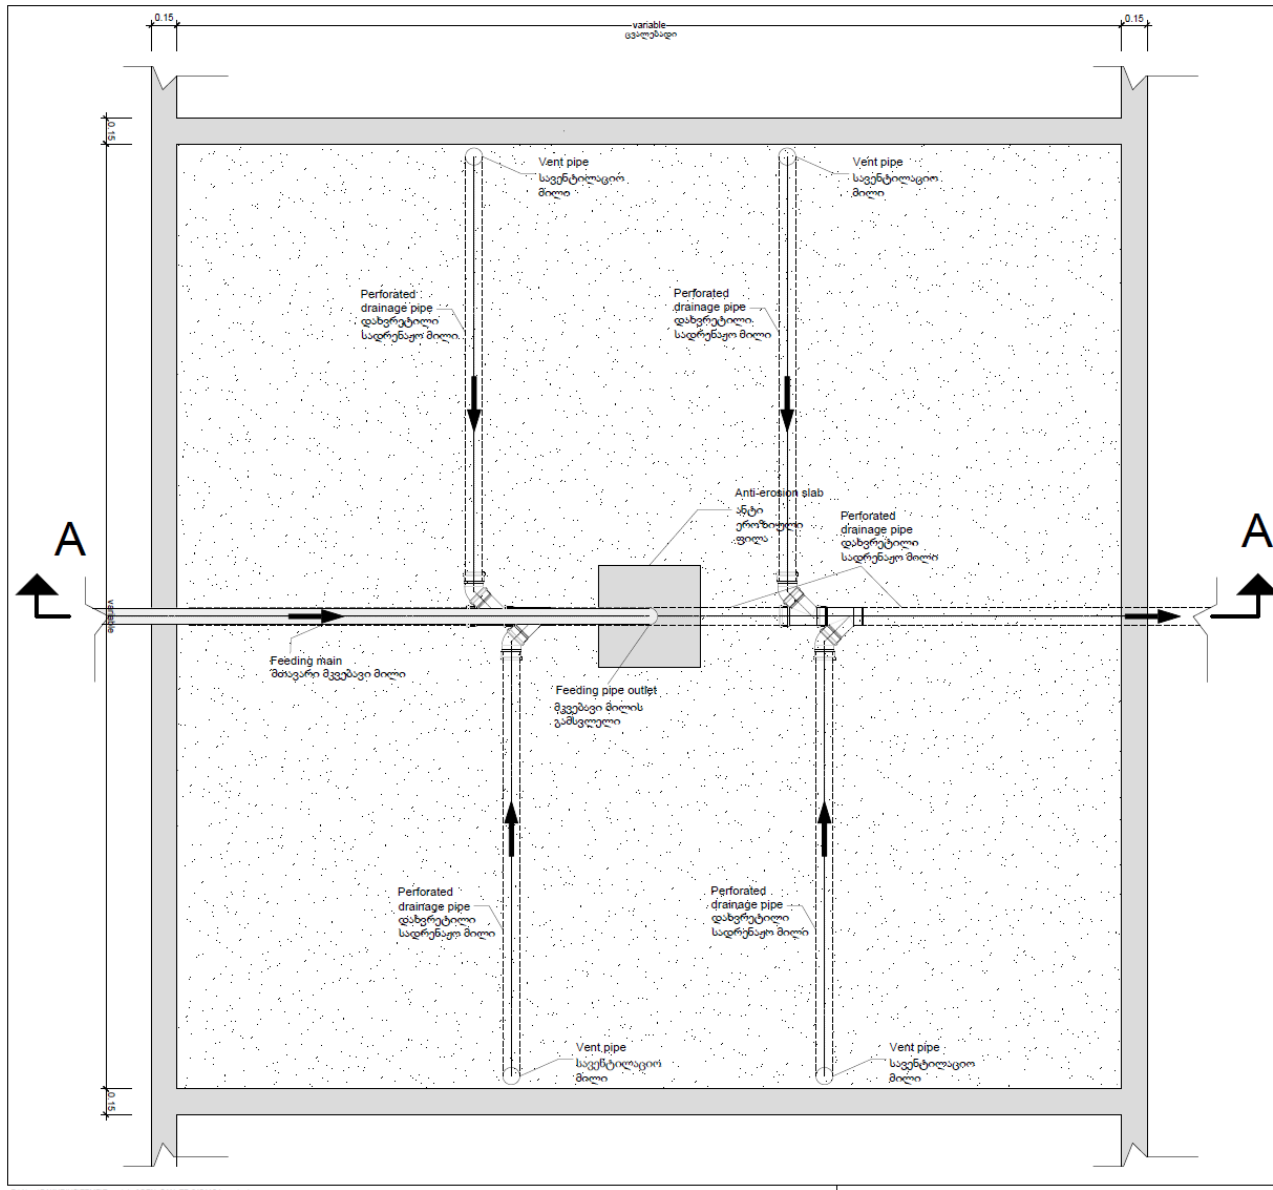 0.15
variable
ცვალებადი
0.15
0.15
Vent pipe
სავენტილაციო
მილი
Vent pipe
სავენტილაციო
მილი
Perforated
drainage pipe
დახვრეტილი
სადრენაჟო მილი
Perforated
drainage pipe
დახვრეტილი
სადრენაჟო მილი
Anti-erosion slab
ანტი
ეროზიული
ფილა
Perforated
drainage pipe
დახვრეტილი
სადრენაჟო მილი
A
A
variable
Feeding main
მთავარი მკვებავი მილი
Feeding pipe outlet
მკვებავი მილის
გამსვლელი
Perforated
drainage pipe
დახვრეტილი
სადრენაჟო მილი
Perforated
drainage pipe
დახვრეტილი
სადრენაჟო მილი
Vent pipe
სავენტილაციო
მილი
Vent pipe
სავენტილაციო
მილი
0.15